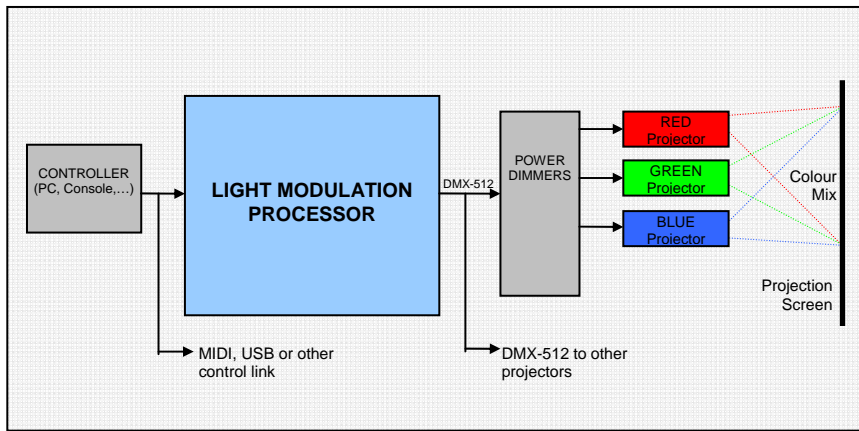 CONTROLLER
(PC, Console,…)
LIGHT MODULATION
PROCESSOR
DMX-512
POWER
DIMMERS
RED
Projector
GREEN
Projector
BLUE
Projector
Colour
Mix
Projection
Screen
MIDI, USB or other
control link
DMX-512 to other
projectors